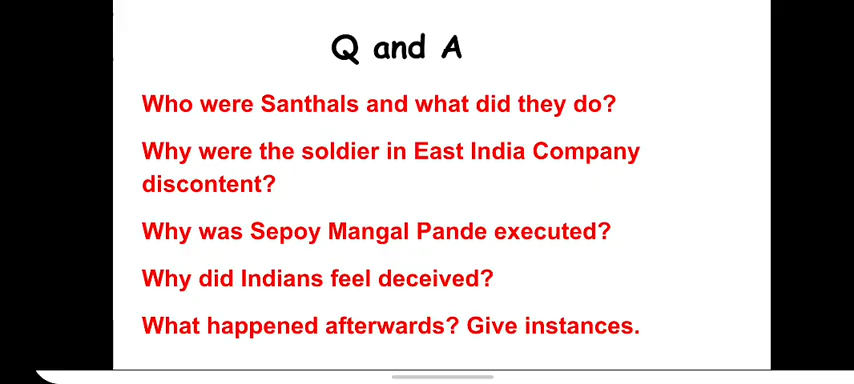 Q and A
Who were Santhals and what did they do?
Why were the soldier in East India Company
discontent?
Why was Sepoy Mangal Pande executed?
Why did Indians feel deceived?
What happened afterwards? Give instances.